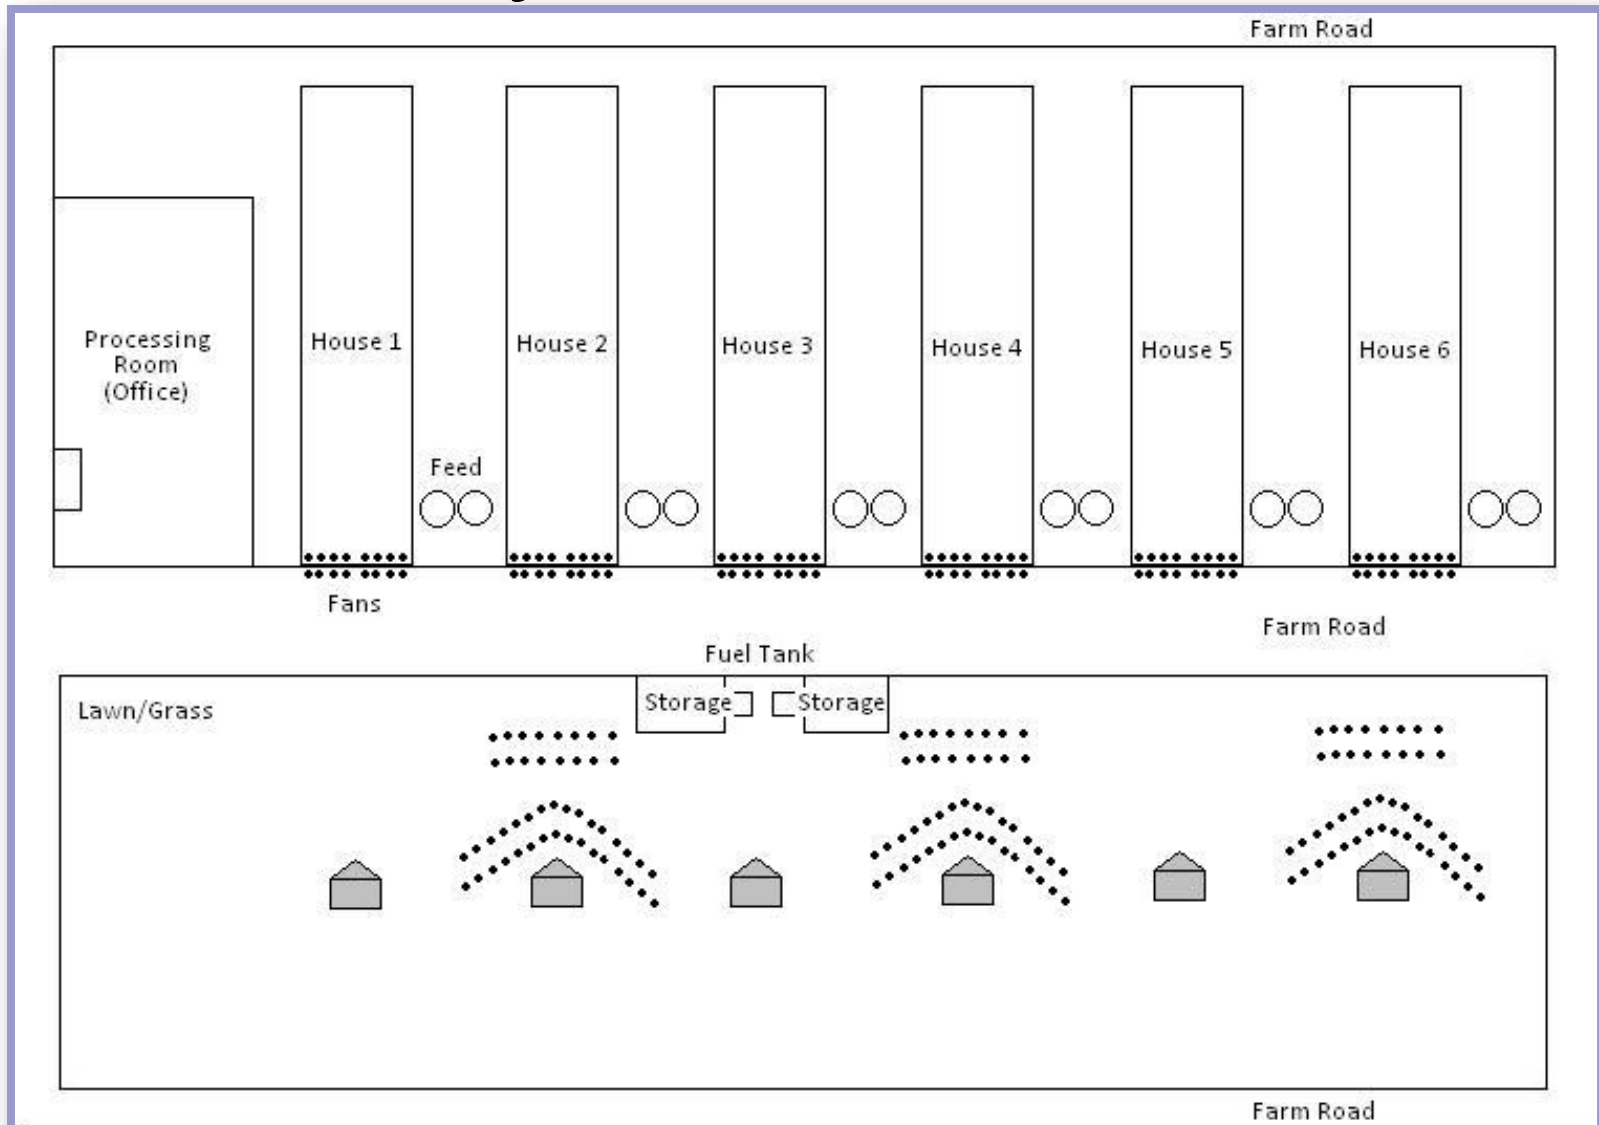 Farm Road
House 1
House 2
House 3
House 4
House 5
House 6
Processing
Room
(Office)
Feed
Fans
Farm Road
Fuel Tank
Storage
Storage
Lawn/Grass
Farm Road